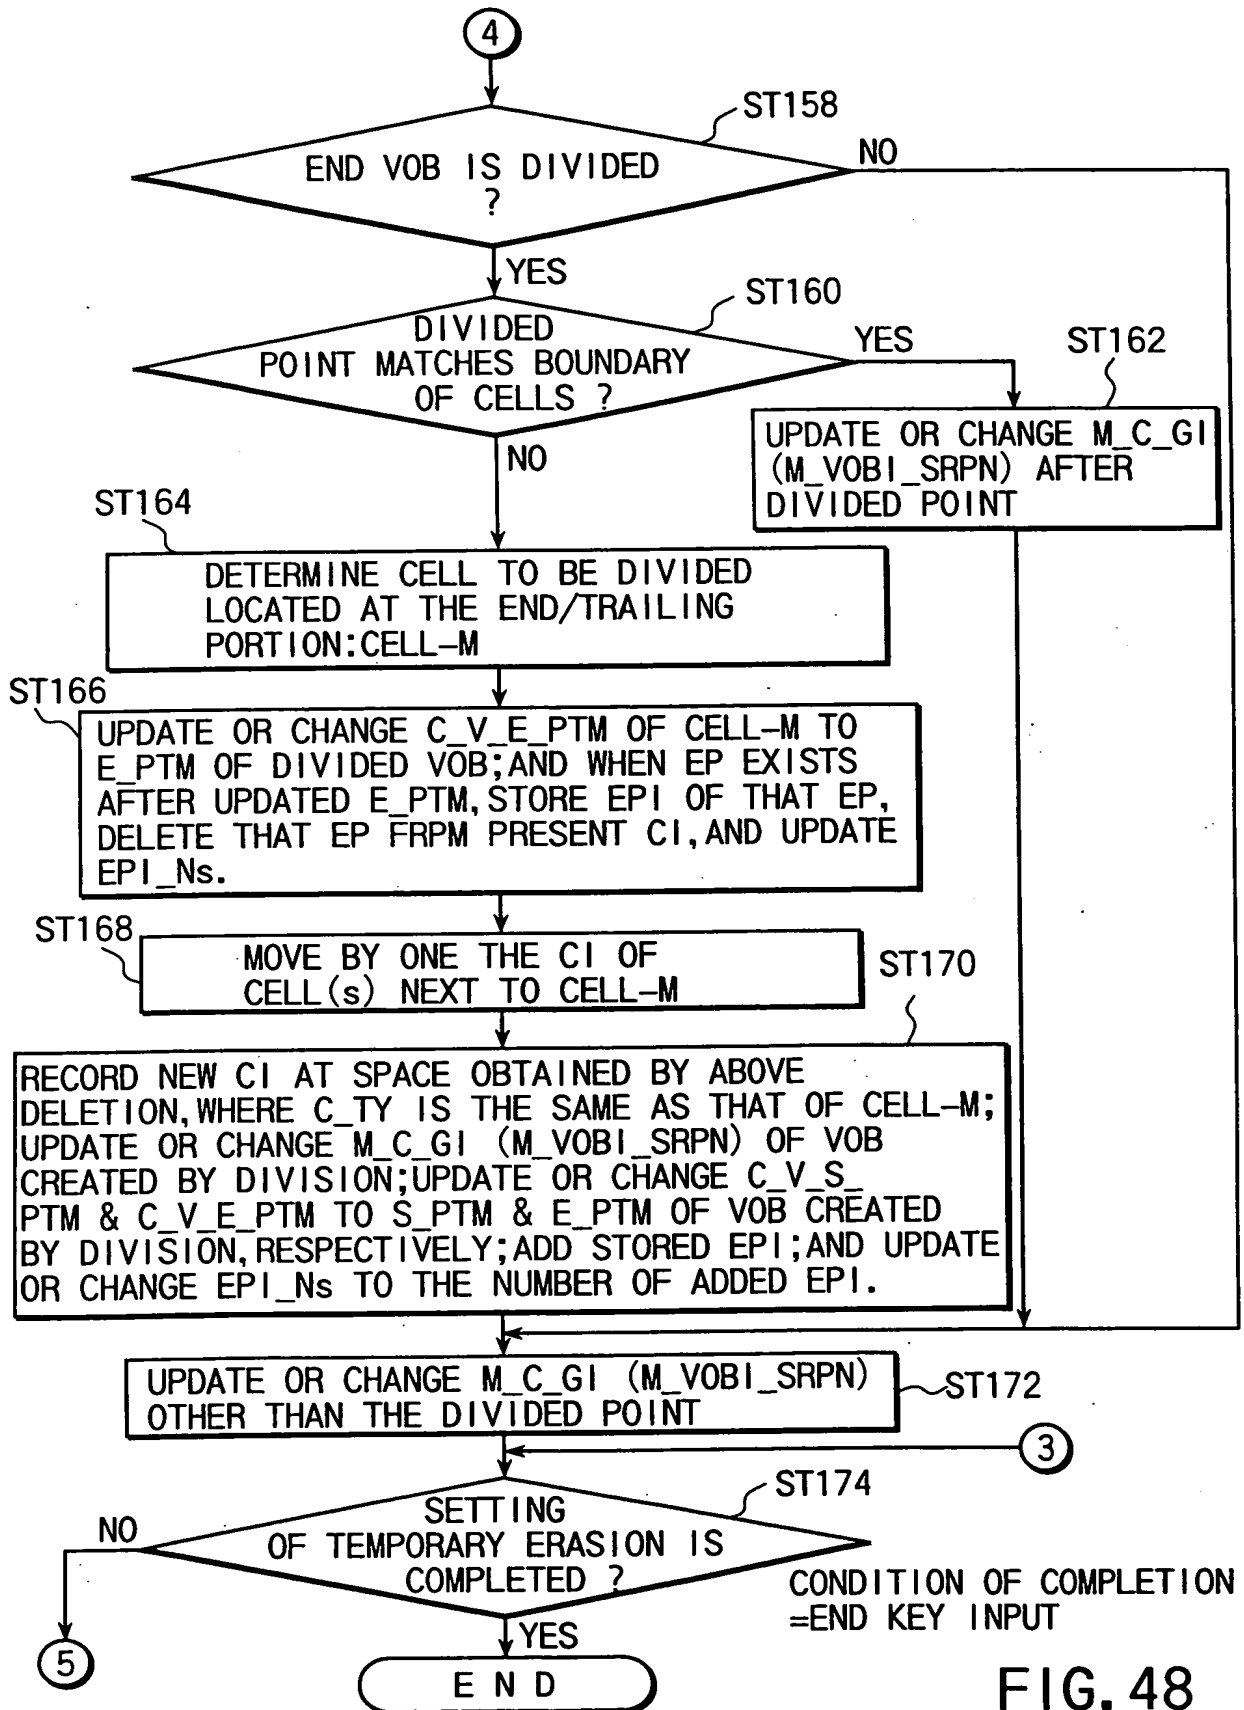 4
ST158
END VOB IS DIVIDED
?
NO
YES
ST160
DIVIDED
POINT MATCHES BOUNDARY
OF CELLS ?
YES
ST162
UPDATE OR CHANGE M_C_GI
(M_VOBI_SRPN) AFTER
DIVIDED POINT
NO
ST164
DETERMINE CELL TO BE DIVIDED
LOCATED AT THE END/TRAILING
PORTION:CELL-M
ST166
UPDATE OR CHANGE C_V_E_PTM OF CELL-M TO
E_PTM OF DIVIDED VOB;AND WHEN EP EXISTS
AFTER UPDATED E_PTM,STORE EPI OF THAT EP,
DELETE THAT EP FRPM PRESENT CI,AND UPDATE
EPI_Ns.
ST168
MOVE BY ONE THE CI OF
CELL(s) NEXT TO CELL-M
ST170
RECORD NEW CI AT SPACE OBTAINED BY ABOVE
DELETION,WHERE C_TY IS THE SAME AS THAT OF CELL-M;
UPDATE OR CHANGE M_C_GI (M_VOBI_SRPN) OF VOB
CREATED BY DIVISION;UPDATE OR CHANGE C_V_S_
PTM & C_V_E_PTM TO S_PTM & E_PTM OF VOB CREATED
BY DIVISION,RESPECTIVELY;ADD STORED EPI;AND UPDATE
OR CHANGE EPI_Ns TO THE NUMBER OF ADDED EPI.
UPDATE OR CHANGE M_C_GI (M_VOBI_SRPN)
OTHER THAN THE DIVIDED POINT
ST172
3
ST174
SETTING
OF TEMPORARY ERASION IS
COMPLETED ?
NO
CONDITION OF COMPLETION
=END KEY INPUT
YES
5
END
FIG. 48